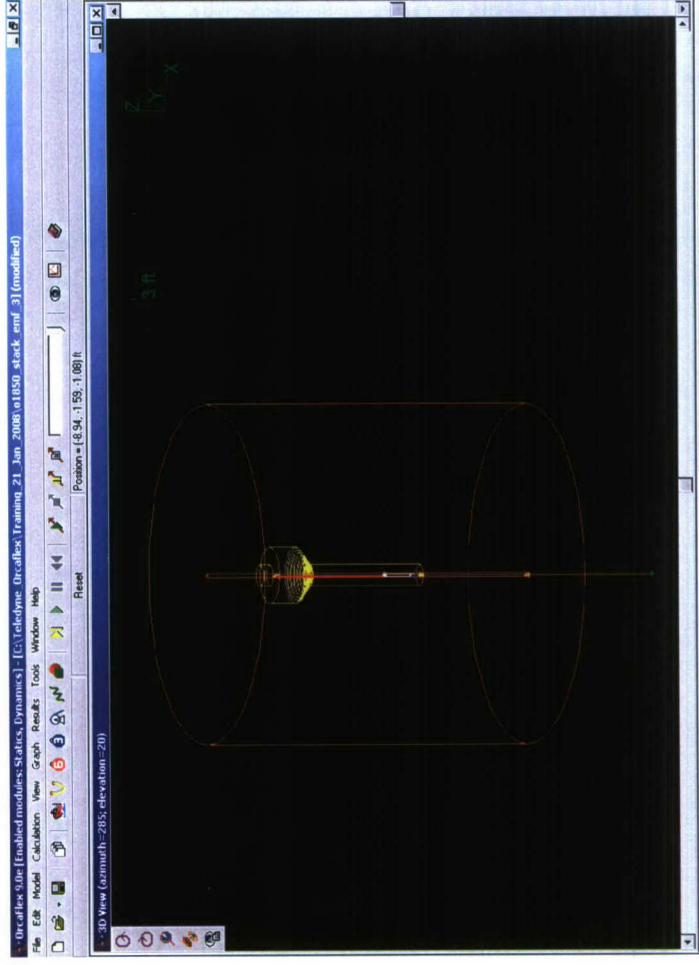 Orcaflex 9.0e [Enabled modules: Statics, Dynamics] - [C:\Teledyne_Orcaflex\Training_21_Jan_2008\o1850_stack_emf_3] (modified)
File Edit Model Calculation View Graph Results Tools Window Help
Reset
Position = (-8.94, -1.59, -1.08) ft
3D View (azimuth=285; elevation=20)
3 ft
Z
Y
X